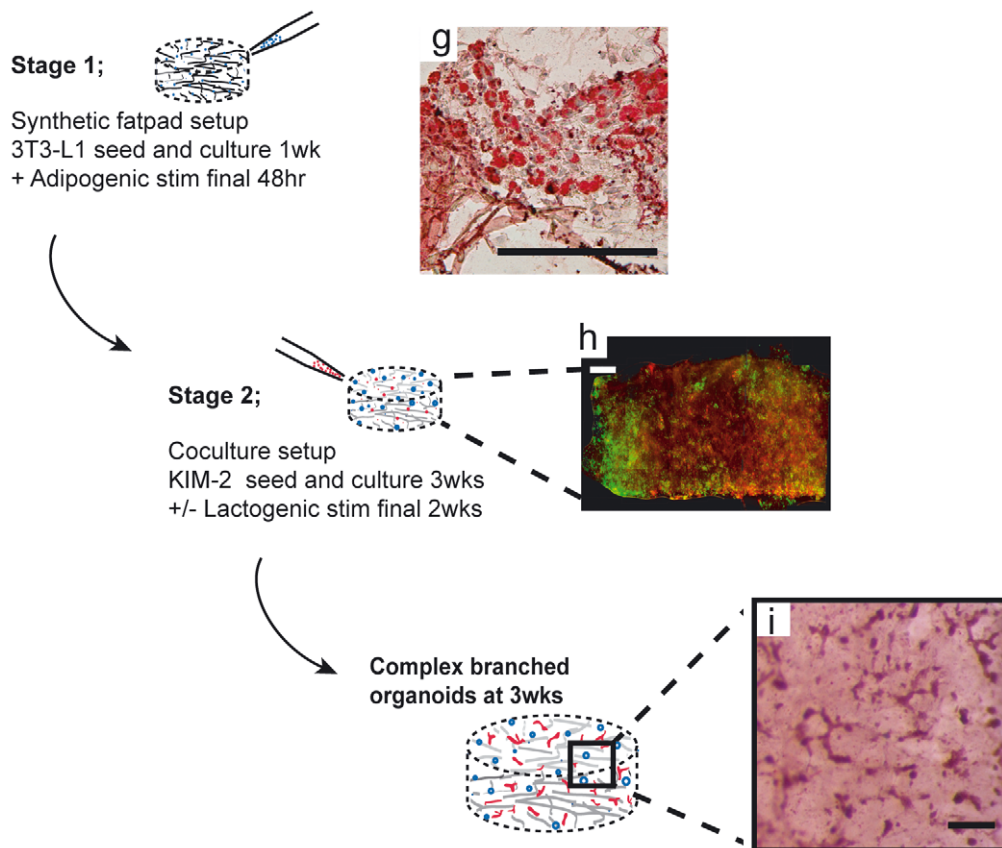 Stage 1;
Synthetic fatpad setup
3T3-L1 seed and culture 1wk
+ Adipogenic stim final 48hr
g
Stage 2;
Coculture setup
KIM-2 seed and culture 3wks
+/- Lactogenic stim final 2wks
h
Complex branched
organoids at 3wks
i